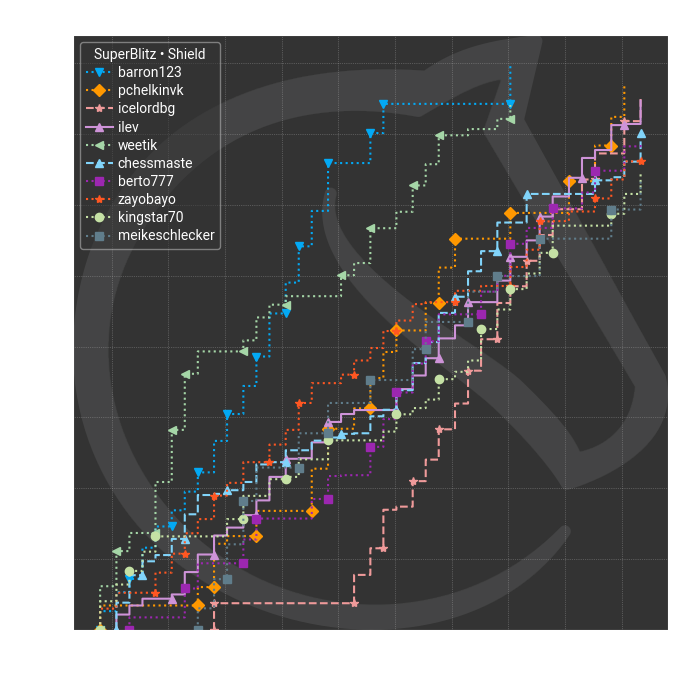 SuperBlitz • Shield
barron123
pchelkinvk
icelordbg
ilev
weetik
chessmaste
berto777
zayobayo
kingstar70
meikeschlecker